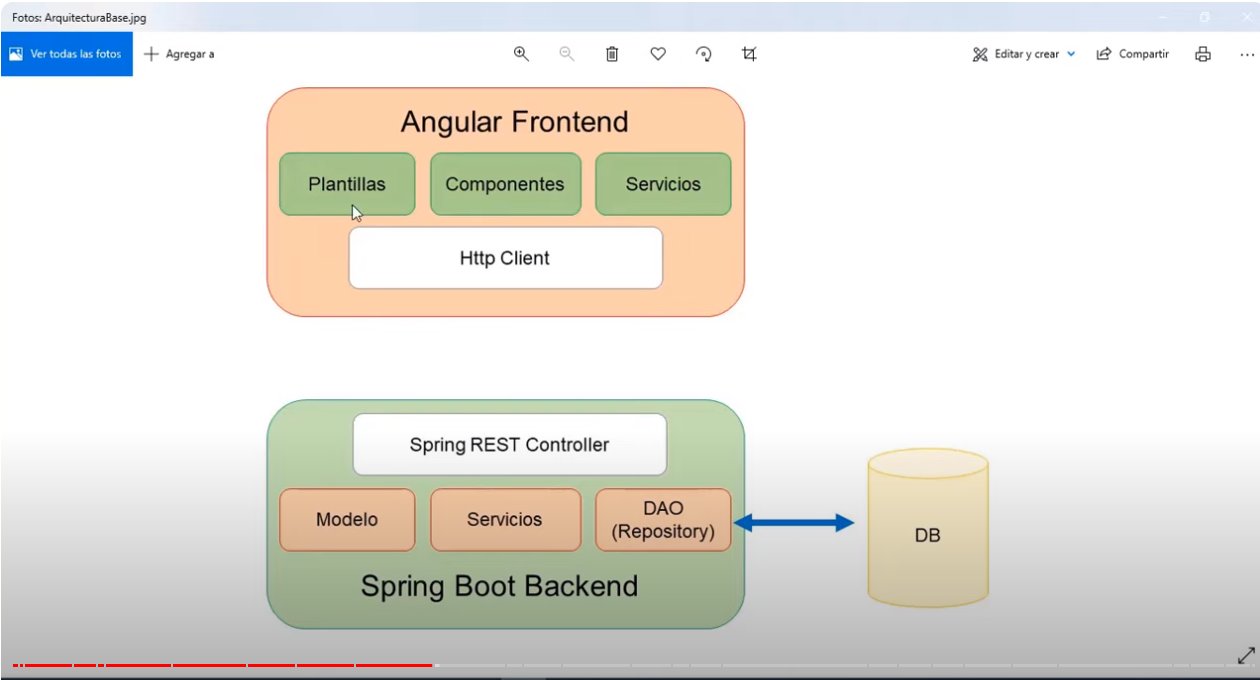 Fotos: ArquitecturaBase.jpg
Ver todas las fotos
Agregar a
Editar y crear
Compartir
Angular Frontend
Plantillas
Componentes
Servicios
Http Client
Spring REST Controller
Modelo
Servicios
DAO
(Repository)
DB
Spring Boot Backend